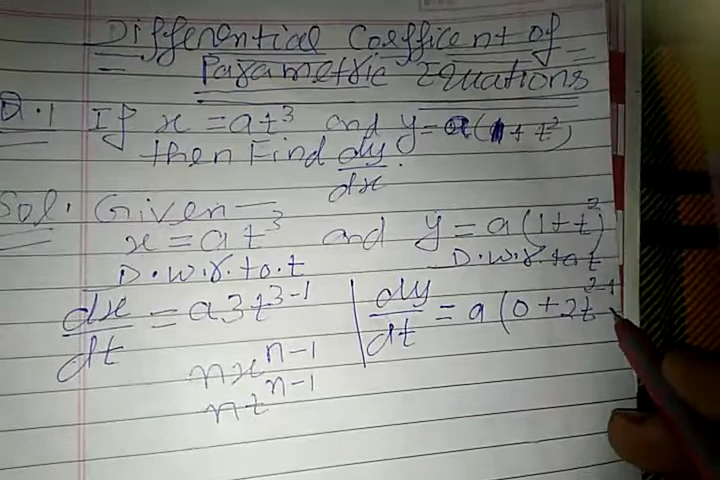 Differential Coefficent of
Parametric Equations
Q.1 If x = at³ and y = a(1+t²)
then Find dy/dx.
Sol. Given —
x = at³ and y = a(1+t²)
D.w.r.to.t D.w.r.to t
dx/dt = a3t³⁻¹ | dy/dt = a(0+2t²⁻¹
nxⁿ⁻¹
ntⁿ⁻¹